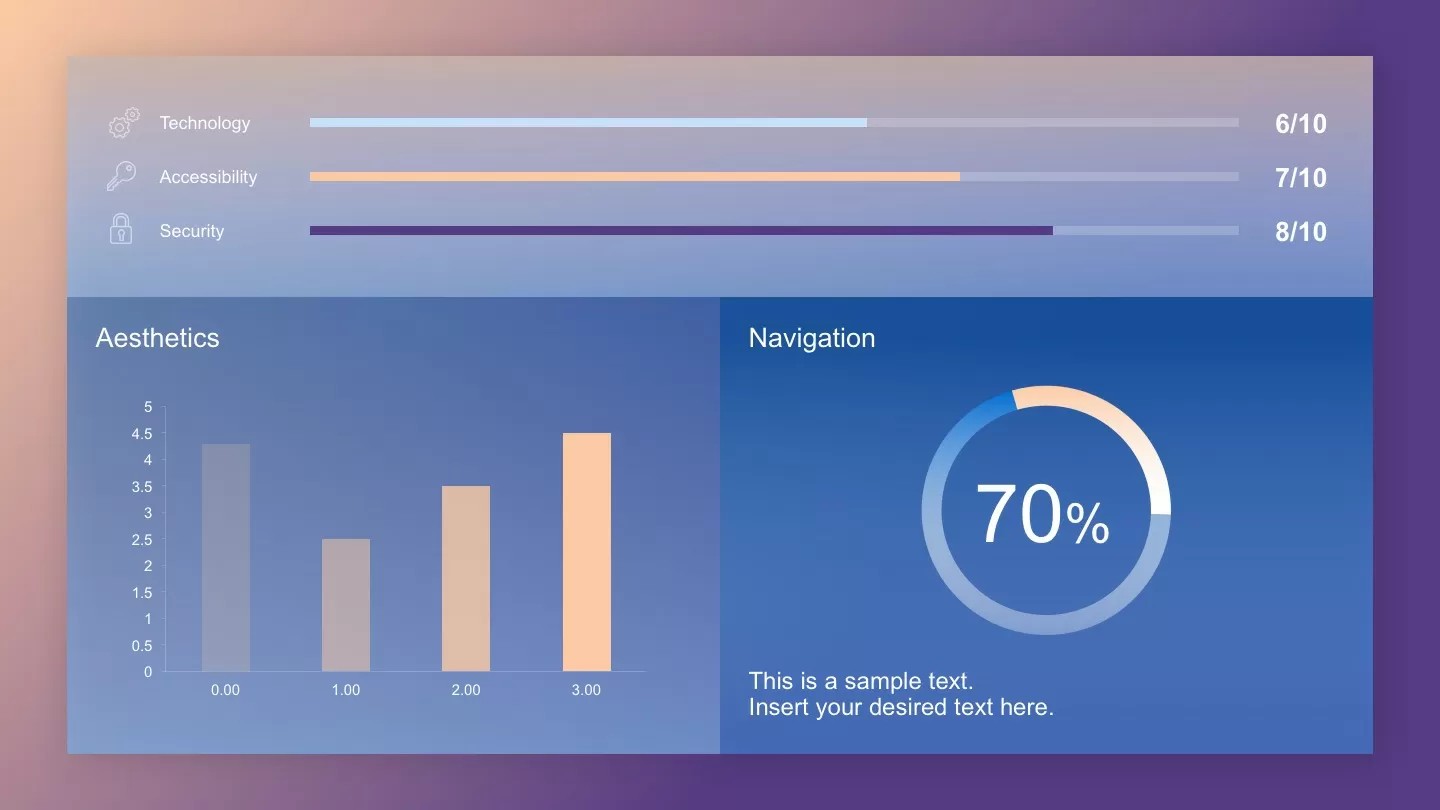 Technology 6/10
Accessibility 7/10
Security 8/10
Aesthetics
5
4.5
4
3.5
3
2.5
2
1.5
1
0.5
0
0.00 1.00 2.00 3.00
Navigation
70%
This is a sample text.
Insert your desired text here.